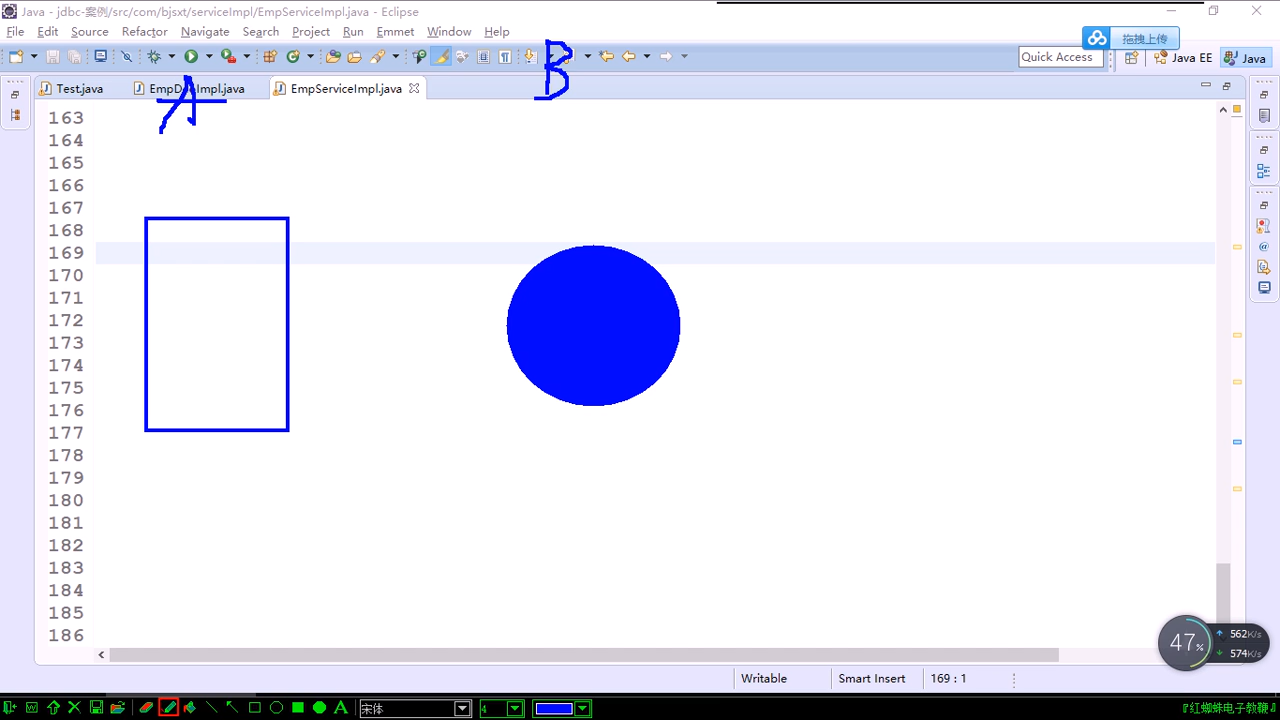 Java - jdbc-案例/src/com/bjsxt/serviceImpl/EmpServiceImpl.java - Eclipse
File Edit Source Refactor Navigate Search Project Run Emmet Window Help
拖拽上传
Quick Access
Java EE
Java
B
Test.java
EmpDaoImpl.java
EmpServiceImpl.java
A
163
164
165
166
167
168
169
170
171
172
173
174
175
176
177
178
179
180
181
182
183
184
185
186
47%
562K/s
574K/s
Writable
Smart Insert
169 : 1
A
宋体
4
『红蜘蛛电子教鞭』